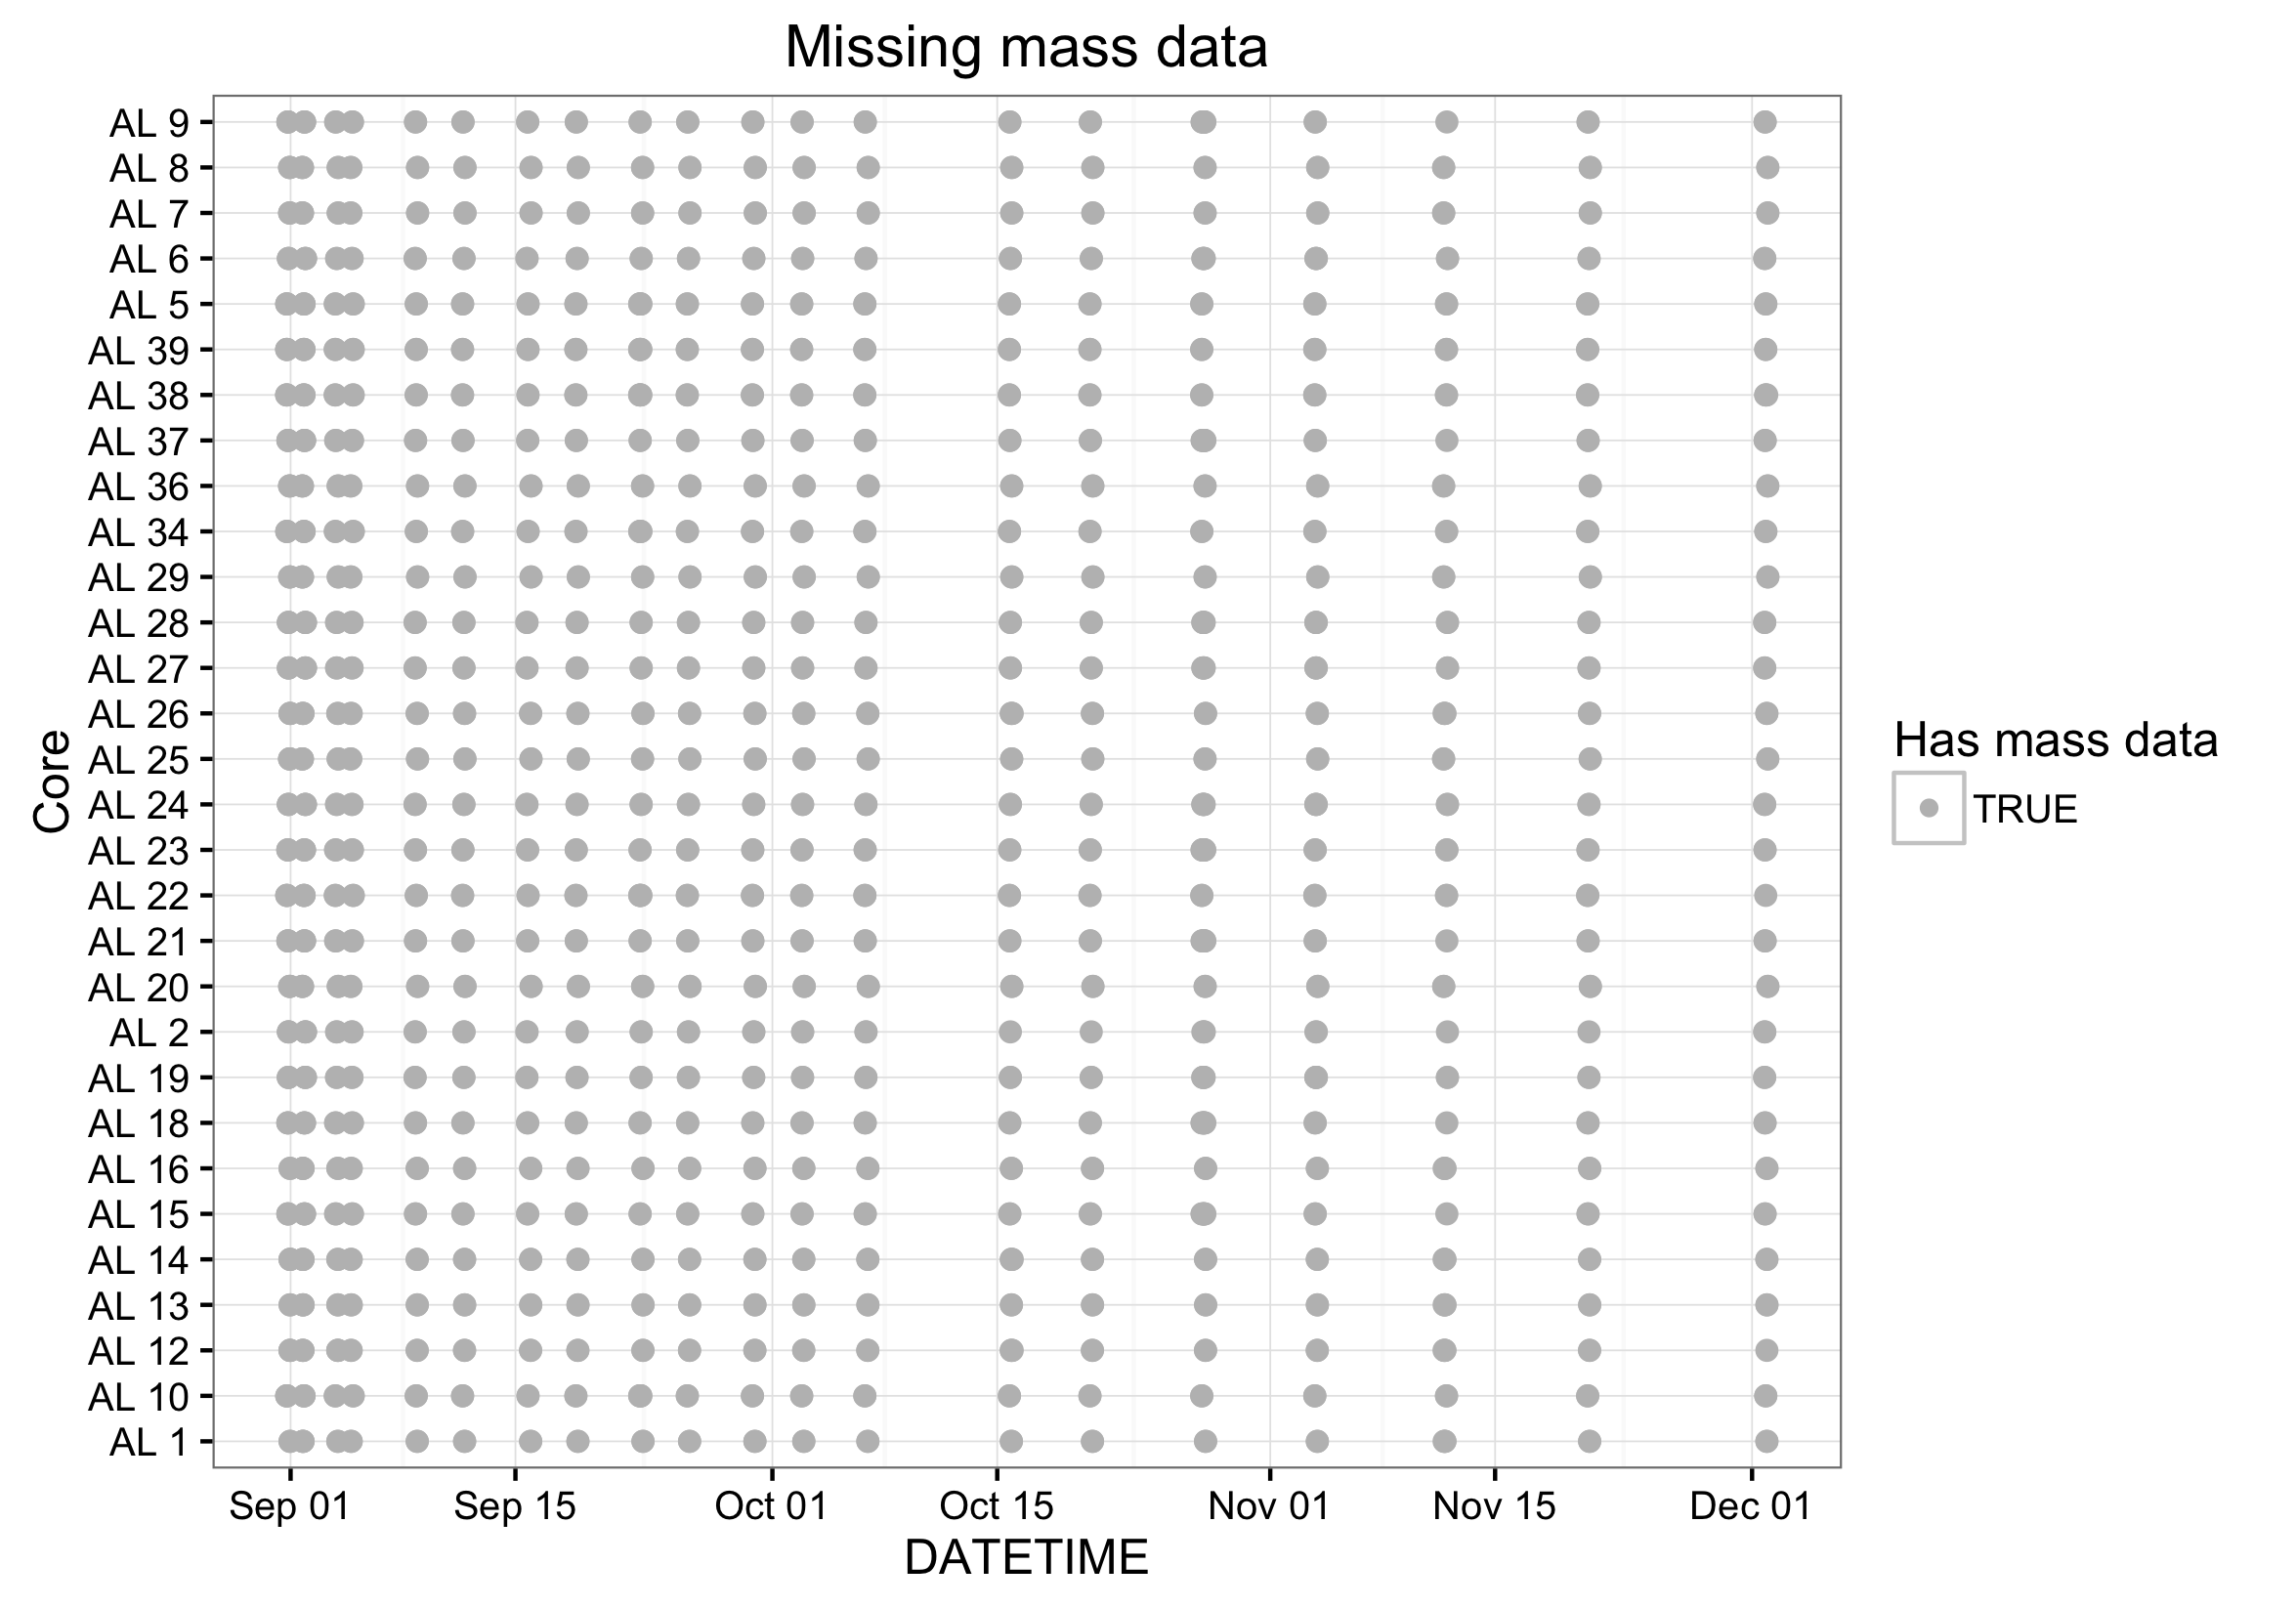 Missing mass data
AL 9
AL 8
AL 7
AL 6
AL 5
AL 39
AL 38
AL 37
AL 36
AL 34
AL 29
AL 28
AL 27
AL 26
AL 25
AL 24
AL 23
AL 22
AL 21
AL 20
AL 2
AL 19
AL 18
AL 16
AL 15
AL 14
AL 13
AL 12
AL 10
AL 1
Core
Sep 01 Sep 15 Oct 01 Oct 15 Nov 01 Nov 15 Dec 01
DATETIME
Has mass data
TRUE